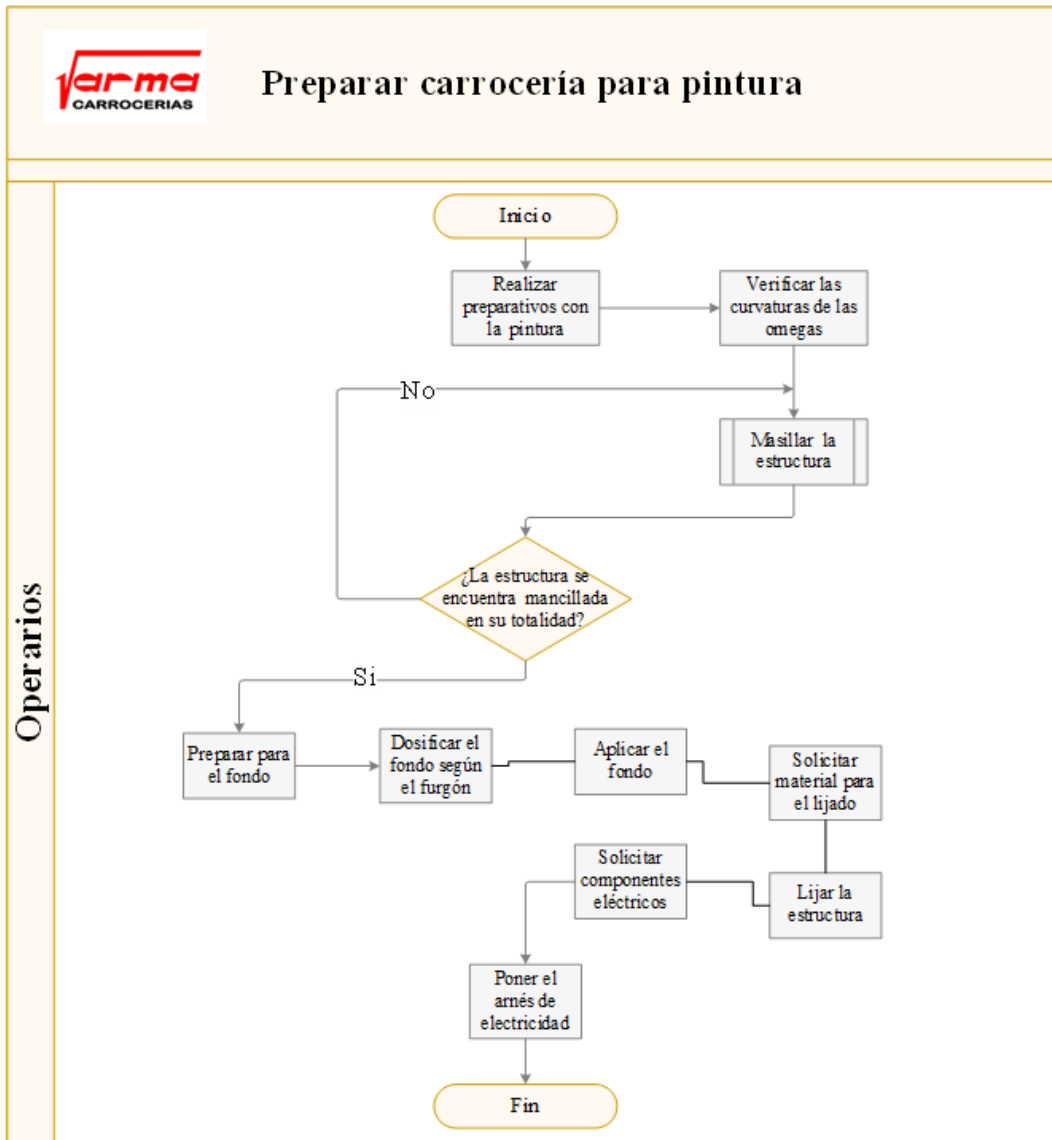 Varma
CARROCERIAS
Preparar carrocería para pintura
Operarios
Inicio
Realizar
preparativos con
la pintura
Verificar las
curvaturas de las
omegas
No
Masillar la
estructura
¿La estructura se
encuentra mancillada
en su totalidad?
Si
Preparar para
el fondo
Dosificar el
fondo según
el furgón
Aplicar el
fondo
Solicitar
material para
el lijado
Lijar la
estructura
Solicitar
componentes
eléctricos
Poner el
arnés de
electricidad
Fin